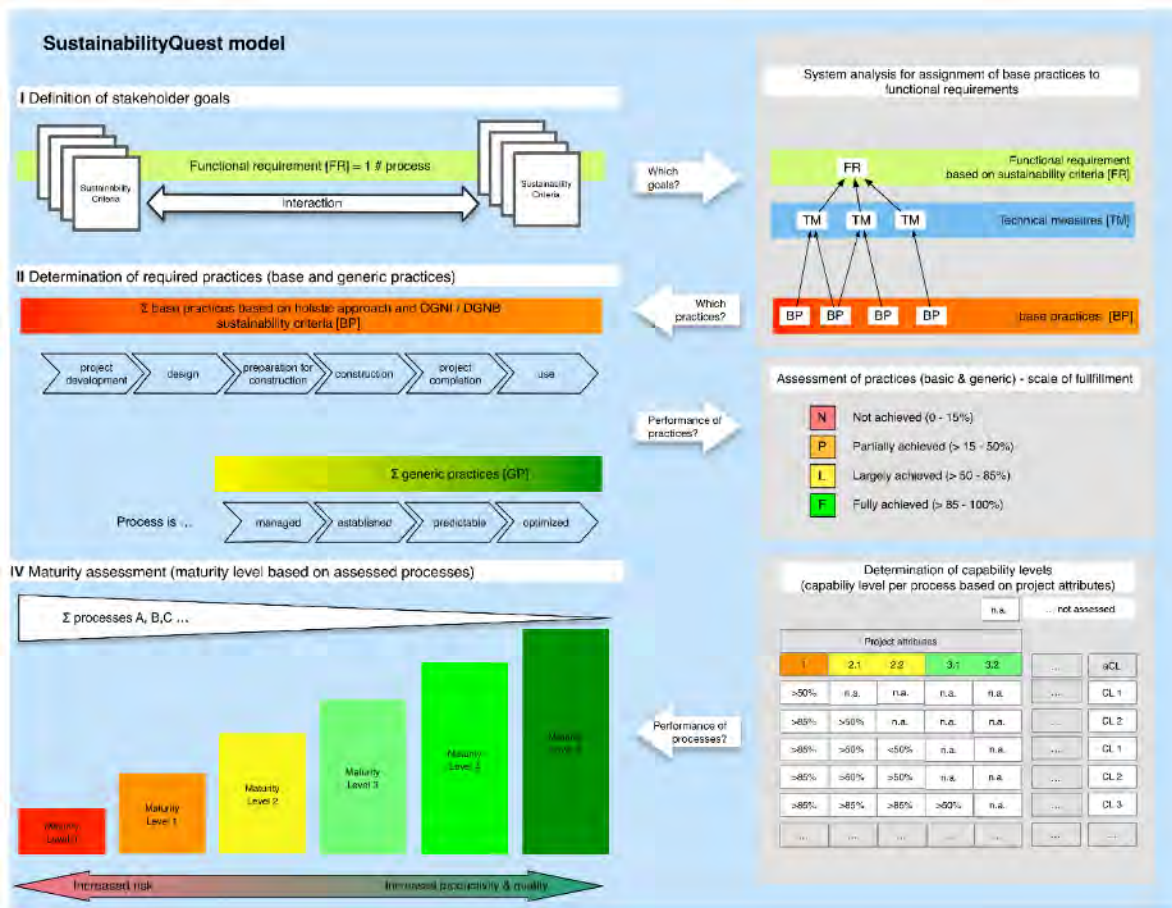 SustainabilityQuest model
I Definition of stakeholder goals
Sustainability
Criteria
Functional requirement [FR] = 1 # process
Interaction
Sustainability
Criteria
Which
goals?
System analysis for assignment of base practices to
functional requirements
Functional requirement
based on sustainability criteria [FR]
FR
TM TM TM
Technical measures [TM]
BP BP BP BP
base practices [BP]
II Determination of required practices (base and generic practices)
Σ base practices based on holistic approach and DGNI / DGNB
sustainability criteria [BP]
Which
practices?
project
development
design
preparation for
construction
construction
project
completion
use
Performance of
practices?
Assessment of practices (basic & generic) - scale of fullfillment
N Not achieved (0 - 15%)
P Partially achieved (> 15 - 50%)
L Largely achieved (> 50 - 85%)
F Fully achieved (> 85 - 100%)
Σ generic practices [GP]
Process is ...
managed
established
predictable
optimized
IV Maturity assessment (maturity level based on assessed processes)
Σ processes A, B,C ...
Maturity
Level 0
Maturity
Level 1
Maturity
Level 2
Maturity
Level 3
Maturity
Level 4
Maturity
Level
Increased risk
Increased productivity & quality
Performance of
processes?
Determination of capability levels
(capabiliy level per process based on project attributes)
n.a. ... not assessed
Project attributes
1 2.1 2.2 3.1 3.2 ... aCL
>50% n.a. n.a. n.a. n.a. ... CL 1
>85% >50% n.a. n.a. n.a. ... CL 2
>85% >50% <50% n.a. n.a. ... CL 1
>85% >50% >50% n.a. n.a. ... CL 2
>85% >85% >85% >50% n.a. ... CL 3
... ... ... ... ... ... ...